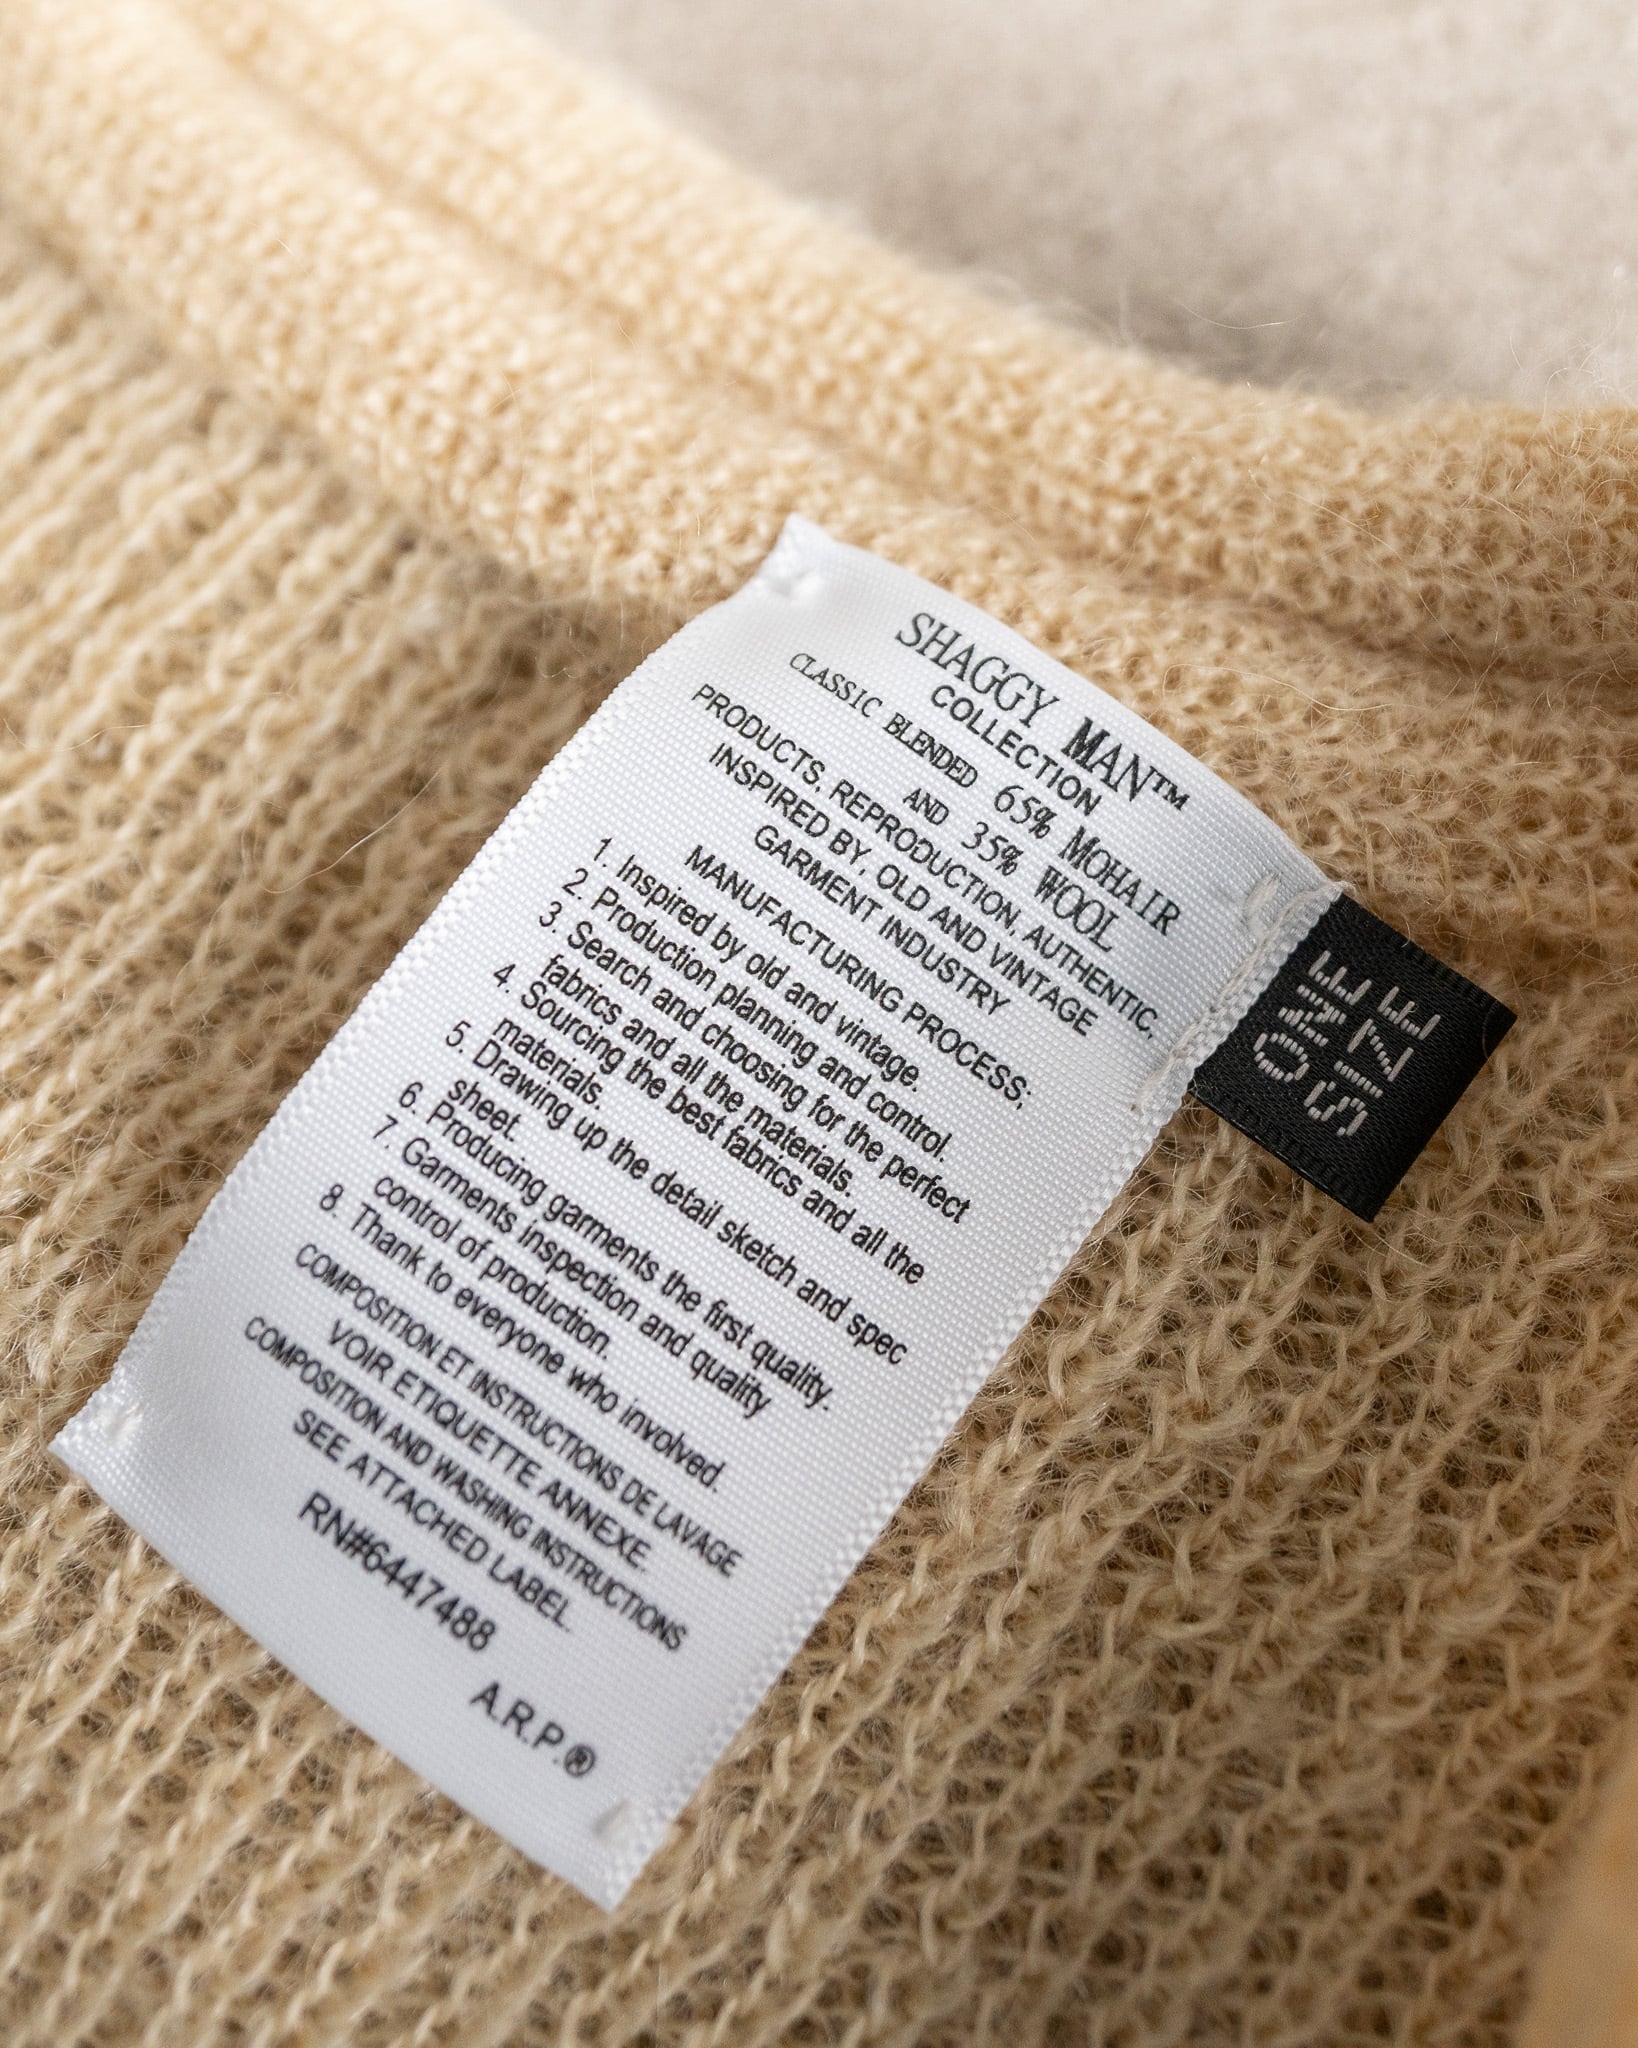 SHAGGY MAN™
COLLECTION
CLASSIC BLENDED 65% MOHAIR
AND 35% WOOL
PRODUCTS, REPRODUCTION, AUTHENTIC,
INSPIRED BY, OLD AND VINTAGE
GARMENT INDUSTRY
MANUFACTURING PROCESS;
1. Inspired by old and vintage.
2. Production planning and control.
3. Search and choosing for the perfect
fabrics and all the materials.
4. Sourcing the best fabrics and all the
materials.
5. Drawing up the detail sketch and spec
sheet.
6. Producing garments the first quality.
7. Garments inspection and quality
control of production.
8. Thank to everyone who involved.
COMPOSITION ET INSTRUCTIONS DE LAVAGE
VOIR ETIQUETTE ANNEXE.
COMPOSITION AND WASHING INSTRUCTIONS
SEE ATTACHED LABEL.
RN#6447488
A.R.P.®
ONE
SIZE